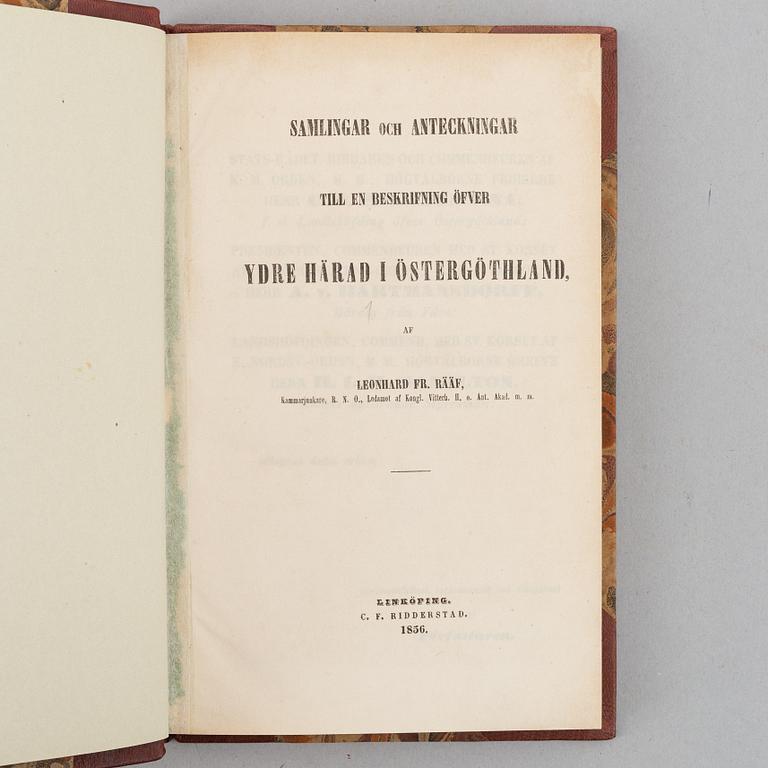 SAMLINGAR OCH ANTECKNINGAR
TILL EN BESKRIFNING ÖFVER
YDRE HÄRAD I ÖSTERGÖTHLAND,
1
AF
LEONHARD FR. RÄÄF,
Kammarjunkare, R. N. O., Ledamot af Kongl. Vitterh. H. o. Ant. Akad. m. m.
LINKÖPING.
C. F. RIDDERSTAD.
1856.